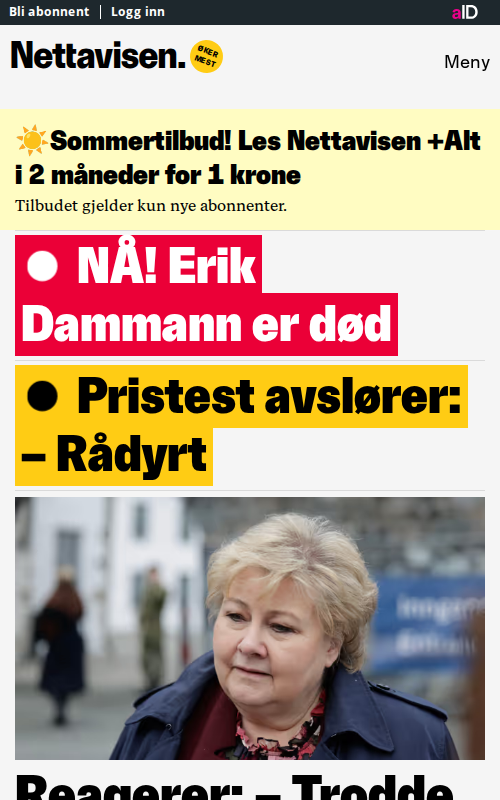 Bli abonnent | Logg inn
aID
Nettavisen.
ØKER
MEST
Meny
☀️Sommertilbud! Les Nettavisen +Alt
i 2 måneder for 1 krone
Tilbudet gjelder kun nye abonnenter.
NÅ! Erik
Dammann er død
Pristest avslører:
– Rådyrt
Reagerer: – Trodde